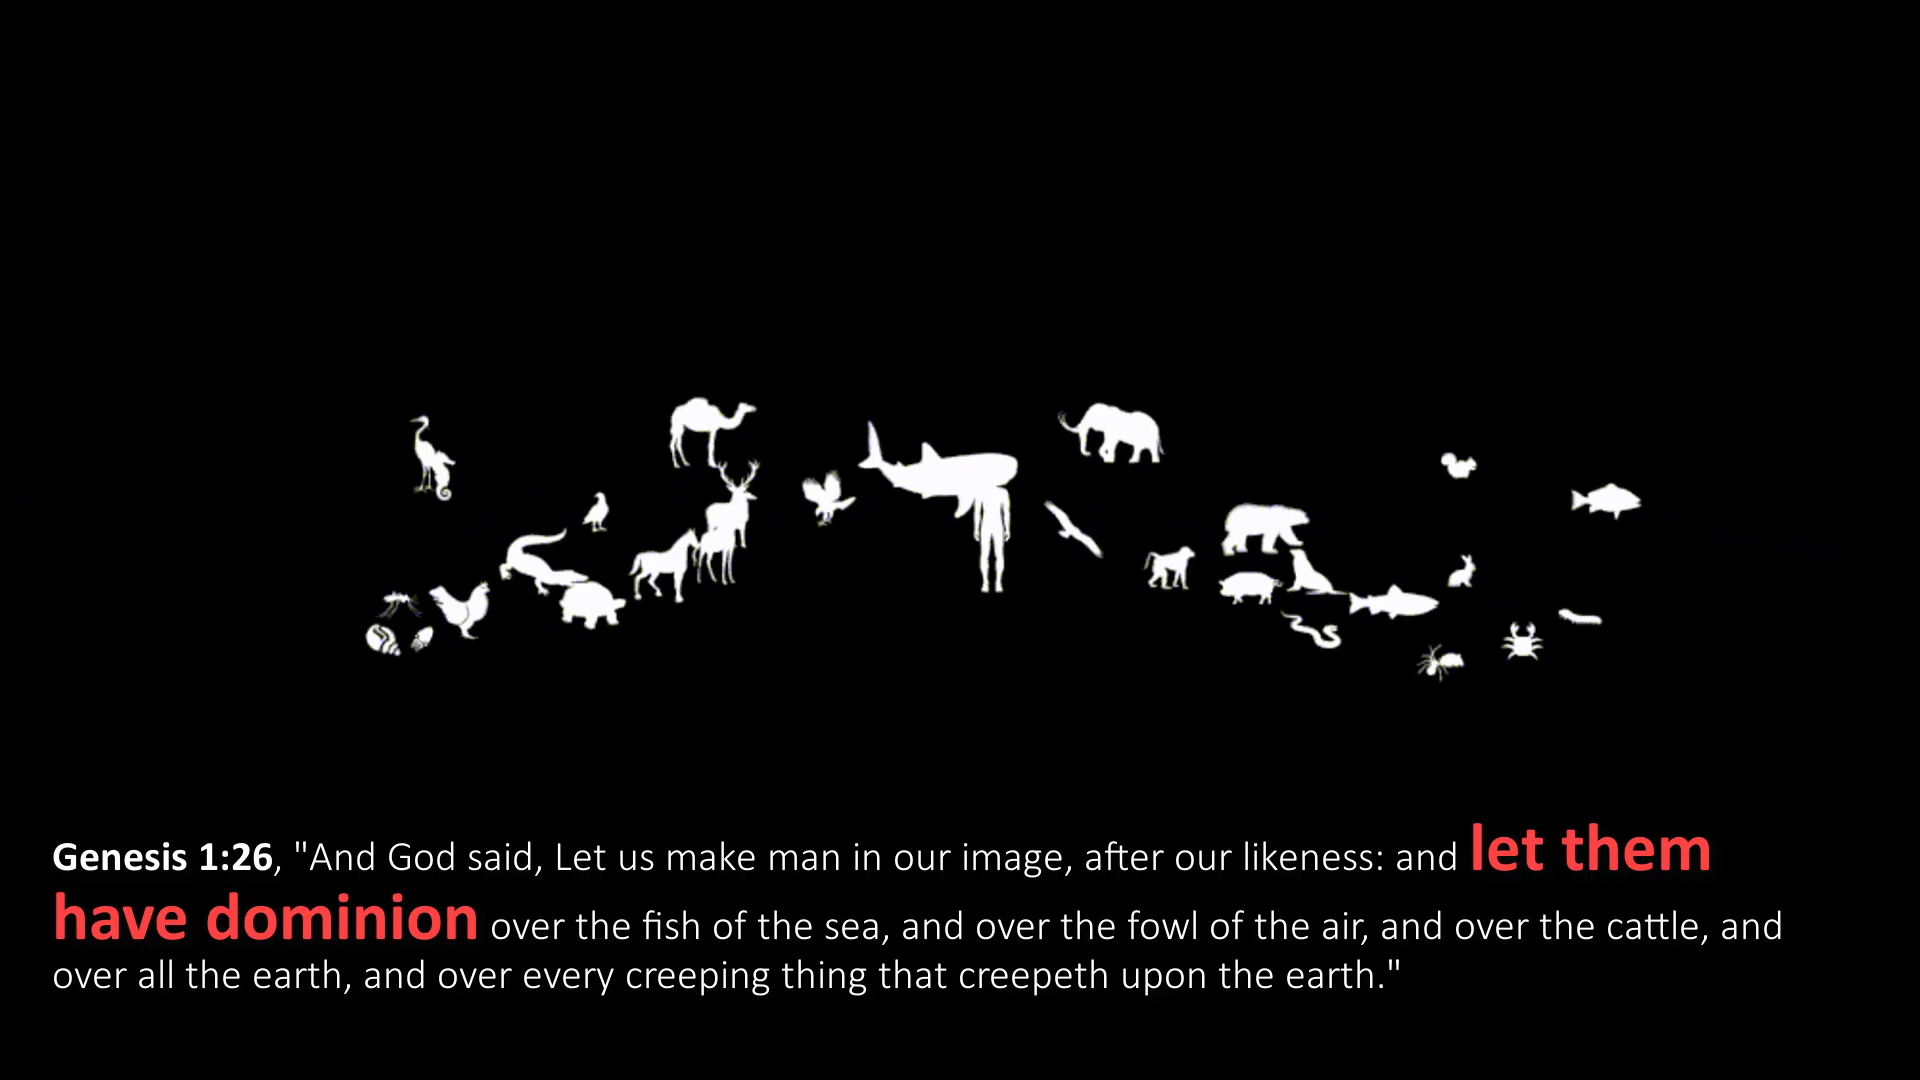 Genesis 1:26, "And God said, Let us make man in our image, after our likeness: and let them
have dominion over the fish of the sea, and over the fowl of the air, and over the cattle, and
over all the earth, and over every creeping thing that creepeth upon the earth."